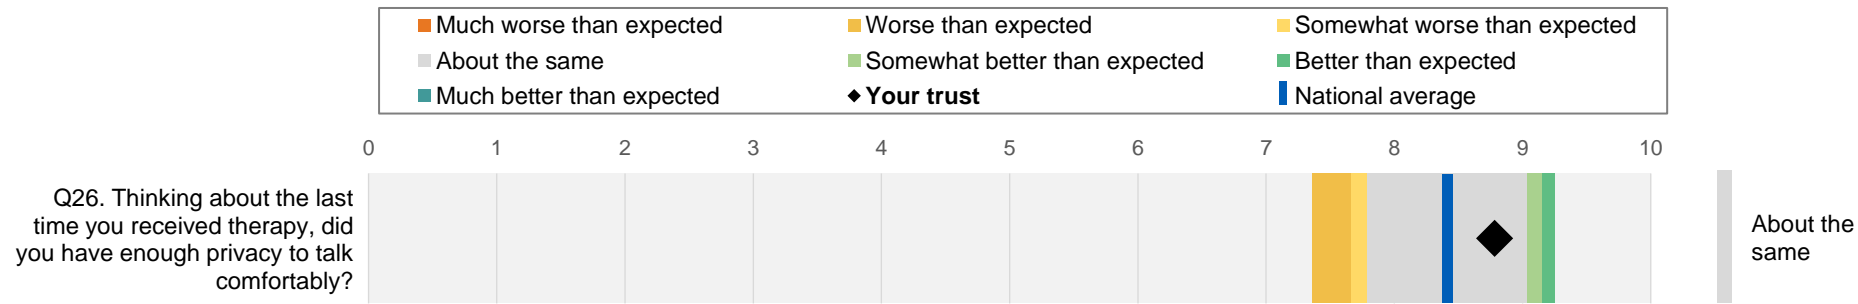 Much worse than expected
Worse than expected
Somewhat worse than expected
About the same
Somewhat better than expected
Better than expected
Much better than expected
Your trust
National average
0 1 2 3 4 5 6 7 8 9 10
Q26. Thinking about the last
time you received therapy, did
you have enough privacy to talk
comfortably?
About the
same